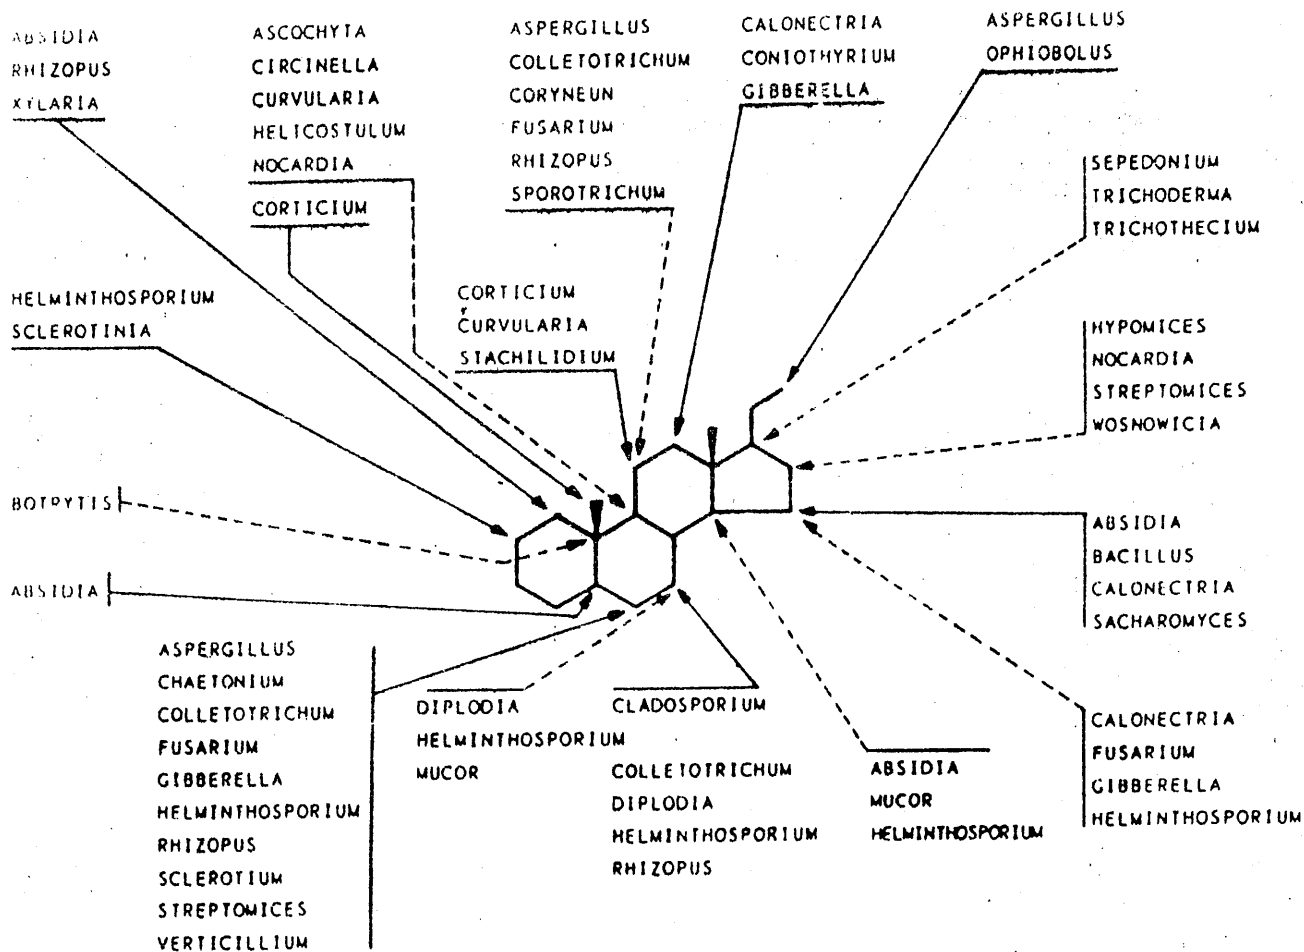 ABSIDIA
RHIZOPUS
XYLARIA
ASCOCHYTA
CIRCINELLA
CURVULARIA
HELICOSTULUM
NOCARDIA
CORTICIUM
ASPERGILLUS
COLLETOTRICHUM
CORYNEUN
FUSARIUM
RHIZOPUS
SPOROTRICHUM
CALONECTRIA
CONIOTHYRIUM
GIBBERELLA
ASPERGILLUS
OPHIOBOLUS
SEPEDONIUM
TRICHODERMA
TRICHOTHECIUM
HELMINTHOSPORIUM
SCLEROTINIA
CORTICIUM
CURVULARIA
STACHILIDIUM
HYPOMICES
NOCARDIA
STREPTOMICES
WOSNOWICIA
BOTRYTIS
ABSIDIA
ABSIDIA
BACILLUS
CALONECTRIA
SACHAROMYCES
ASPERGILLUS
CHAETONIUM
COLLETOTRICHUM
FUSARIUM
GIBBERELLA
HELMINTHOSPORIUM
RHIZOPUS
SCLEROTIUM
STREPTOMICES
VERTICILLIUM
DIPLODIA
HELMINTHOSPORIUM
MUCOR
CLADOSPORIUM
COLLETOTRICHUM
DIPLODIA
HELMINTHOSPORIUM
RHIZOPUS
ABSIDIA
MUCOR
HELMINTHOSPORIUM
CALONECTRIA
FUSARIUM
GIBBERELLA
HELMINTHOSPORIUM